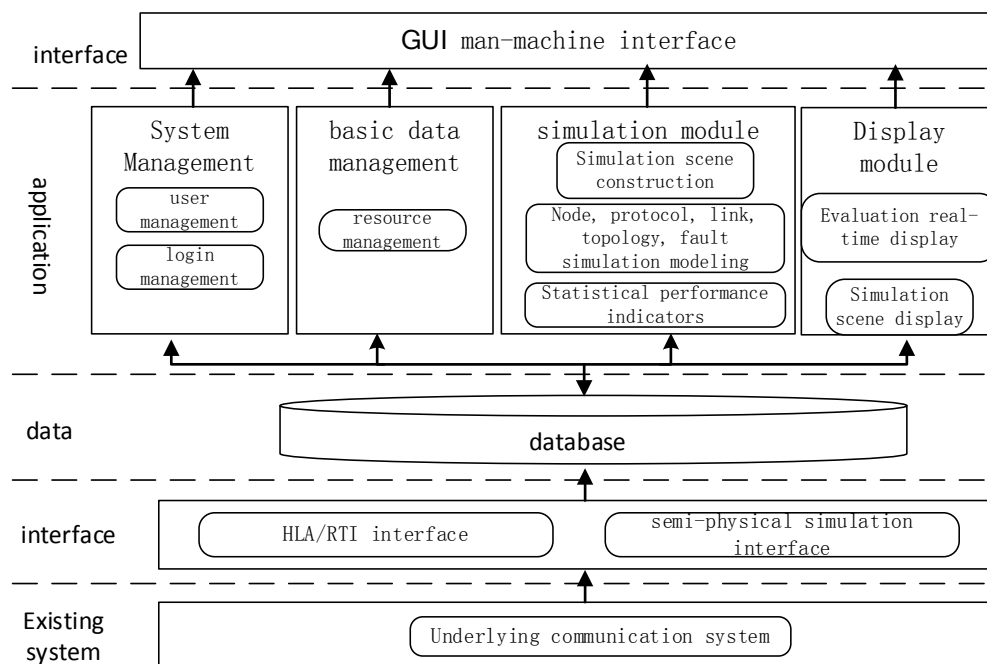 GUI man-machine interface
interface
application
System
Management
user
management
login
management
basic data
management
resource
management
simulation module
Simulation scene
construction
Node, protocol, link,
topology, fault
simulation modeling
Statistical performance
indicators
Display
module
Evaluation real-
time display
Simulation
scene display
data
database
interface
HLA/RTI interface
semi-physical simulation
interface
Existing
system
Underlying communication system